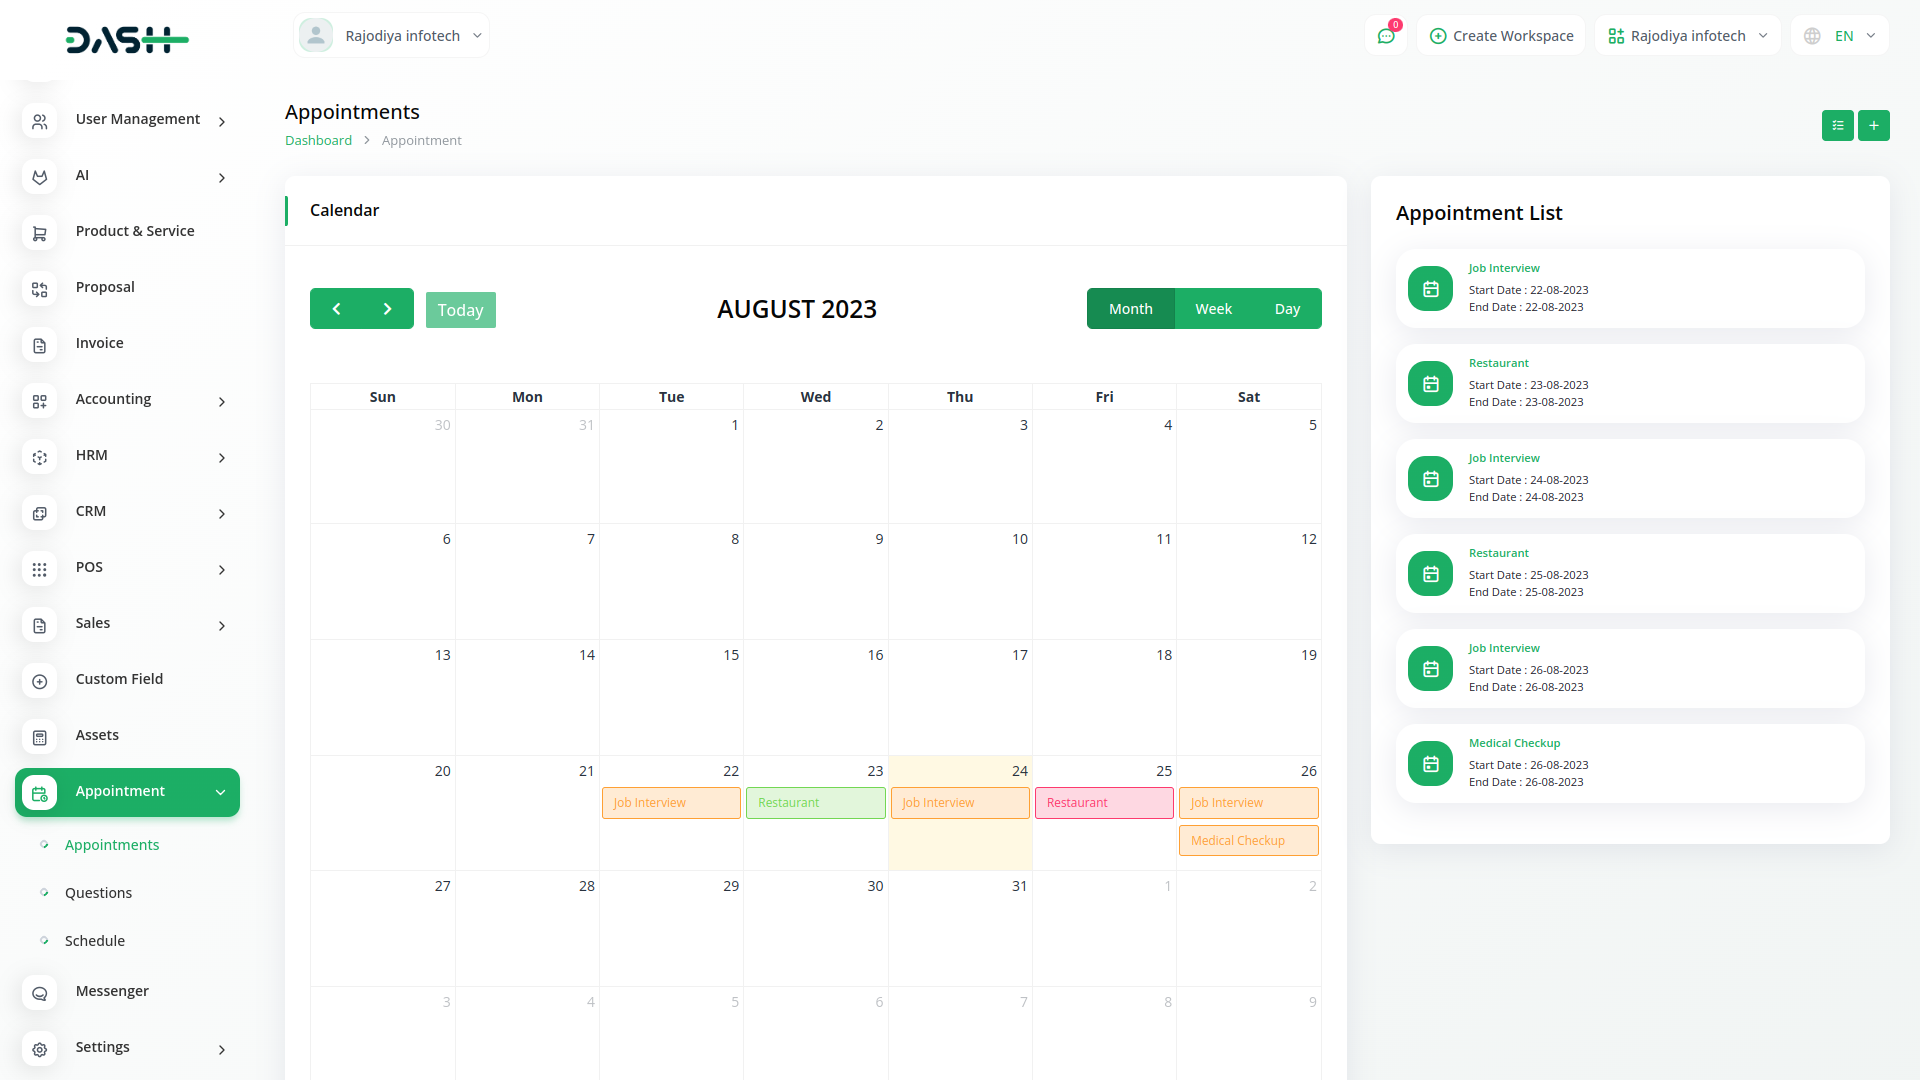 DASH
Rajodiya infotech
0
Create Workspace
Rajodiya infotech
EN
User Management
AI
Product & Service
Proposal
Invoice
Accounting
HRM
CRM
POS
Sales
Custom Field
Assets
Appointment
Appointments
Questions
Schedule
Messenger
Settings
Appointments
Dashboard > Appointment
Calendar
Today
AUGUST 2023
Month Week Day
Sun Mon Tue Wed Thu Fri Sat
30 31 1 2 3 4 5
6 7 8 9 10 11 12
13 14 15 16 17 18 19
20 21 22 23 24 25 26
Job Interview Restaurant Job Interview Restaurant Job Interview
Medical Checkup
27 28 29 30 31 1 2
3 4 5 6 7 8 9
Appointment List
Job Interview
Start Date : 22-08-2023
End Date : 22-08-2023
Restaurant
Start Date : 23-08-2023
End Date : 23-08-2023
Job Interview
Start Date : 24-08-2023
End Date : 24-08-2023
Restaurant
Start Date : 25-08-2023
End Date : 25-08-2023
Job Interview
Start Date : 26-08-2023
End Date : 26-08-2023
Medical Checkup
Start Date : 26-08-2023
End Date : 26-08-2023